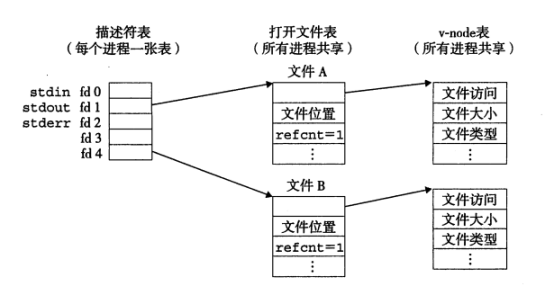 描述符表
（每个进程一张表）
打开文件表
（所有进程共享）
v-node表
（所有进程共享）
stdin fd 0
stdout fd 1
stderr fd 2
fd 3
fd 4
文件 A
文件位置
refcnt=1
⋮
文件访问
文件大小
文件类型
⋮
文件 B
文件位置
refcnt=1
⋮
文件访问
文件大小
文件类型
⋮